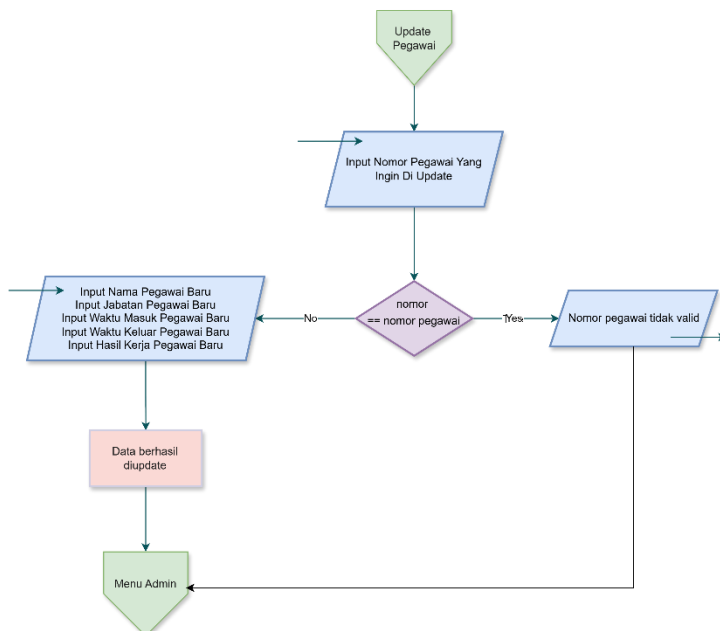 Update
Pegawai
Input Nomor Pegawai Yang
Ingin Di Update
Input Nama Pegawai Baru
Input Jabatan Pegawai Baru
Input Waktu Masuk Pegawai Baru
Input Waktu Keluar Pegawai Baru
Input Hasil Kerja Pegawai Baru
No
nomor
== nomor pegawai
Yes
Nomor pegawai tidak valid
Data berhasil
diupdate
Menu Admin